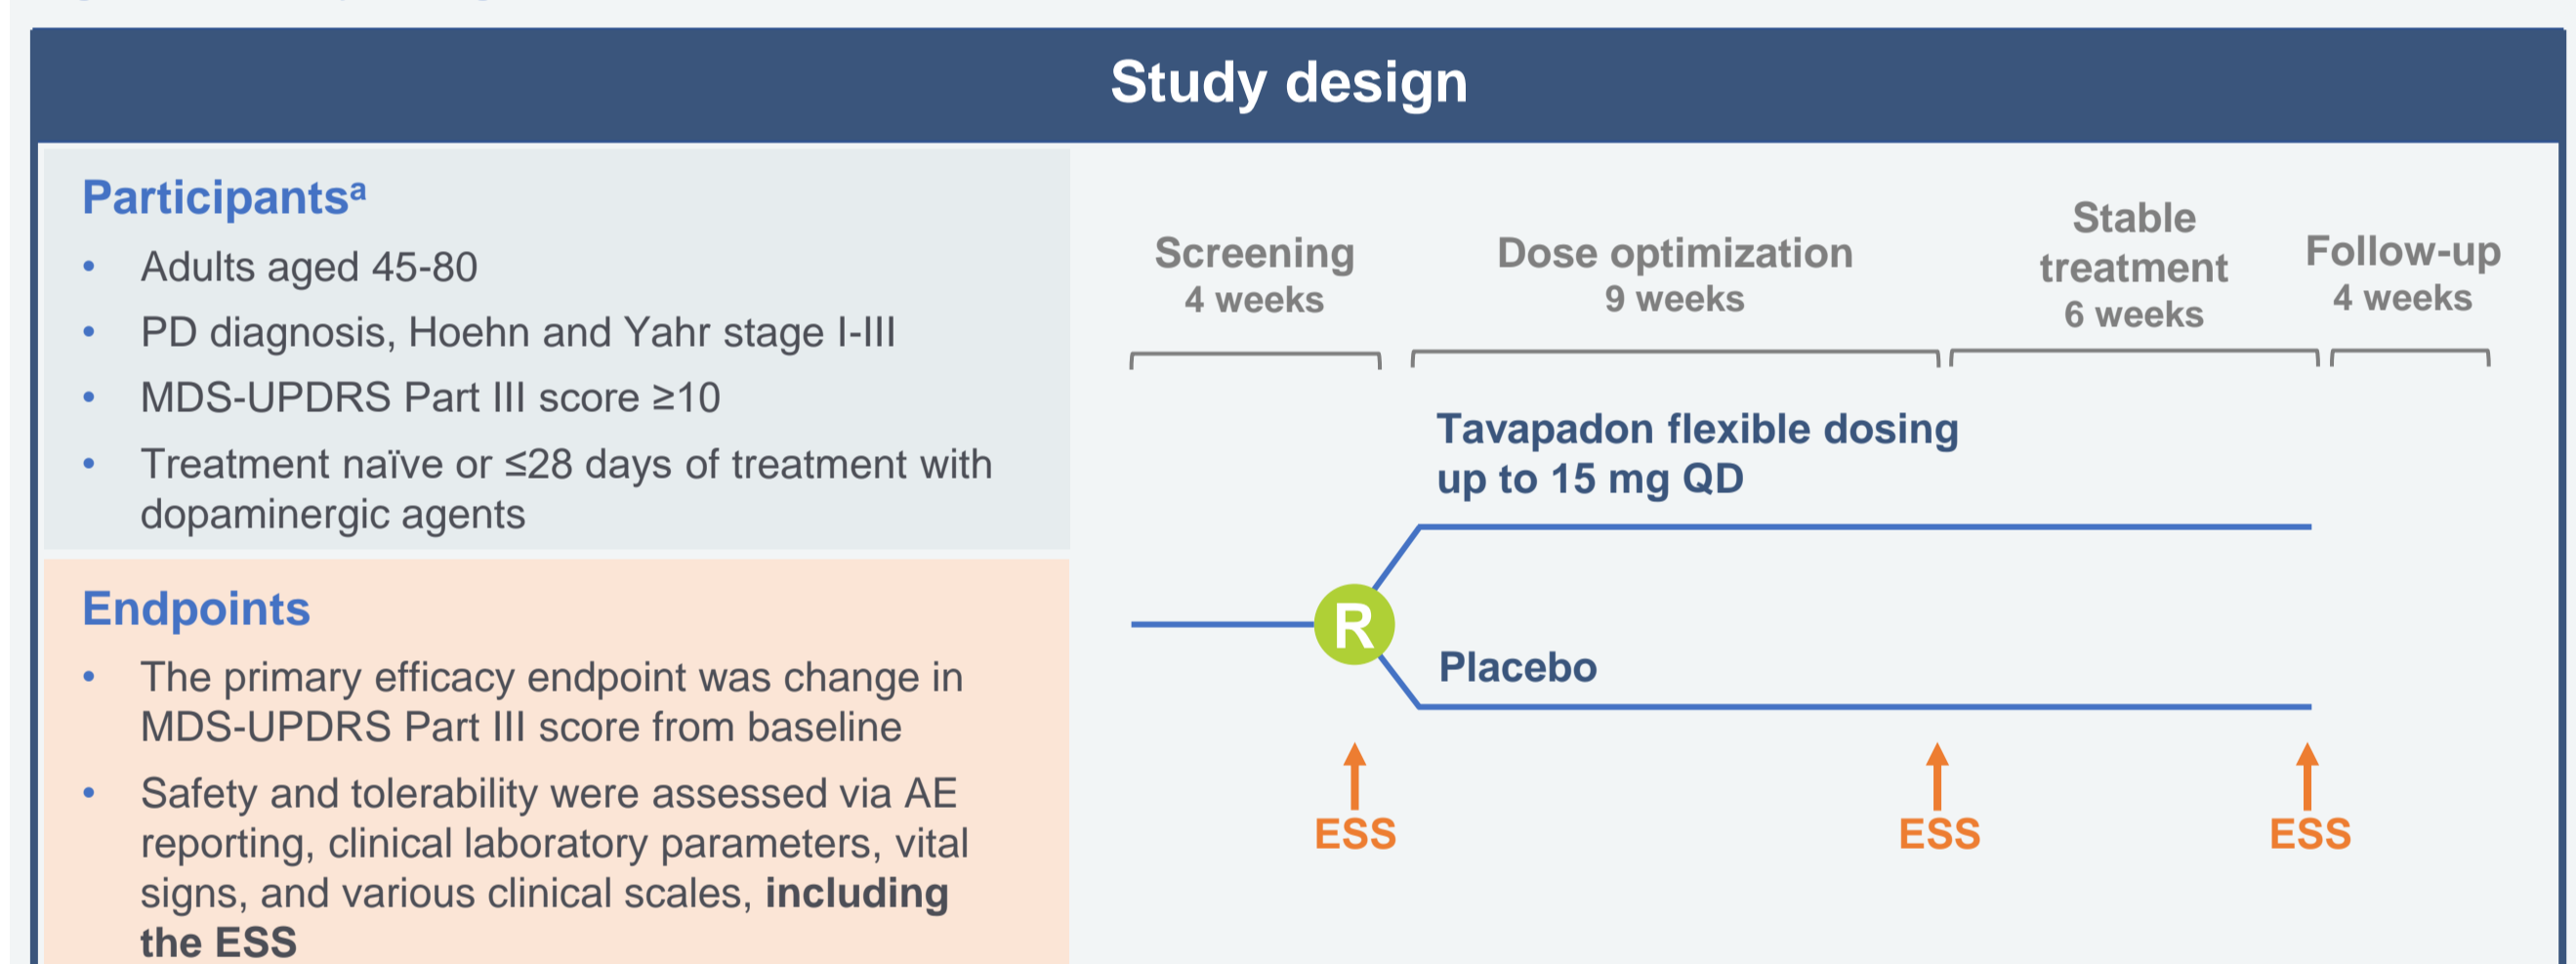 Study design
Participantsᵃ
• Adults aged 45-80
• PD diagnosis, Hoehn and Yahr stage I-III
• MDS-UPDRS Part III score ≥10
• Treatment naïve or ≤28 days of treatment with
dopaminergic agents
Endpoints
• The primary efficacy endpoint was change in
MDS-UPDRS Part III score from baseline
• Safety and tolerability were assessed via AE
reporting, clinical laboratory parameters, vital
signs, and various clinical scales, including
the ESS
Screening
4 weeks
Dose optimization
9 weeks
Stable
treatment
6 weeks
Follow-up
4 weeks
Tavapadon flexible dosing
up to 15 mg QD
R
Placebo
ESS
ESS
ESS